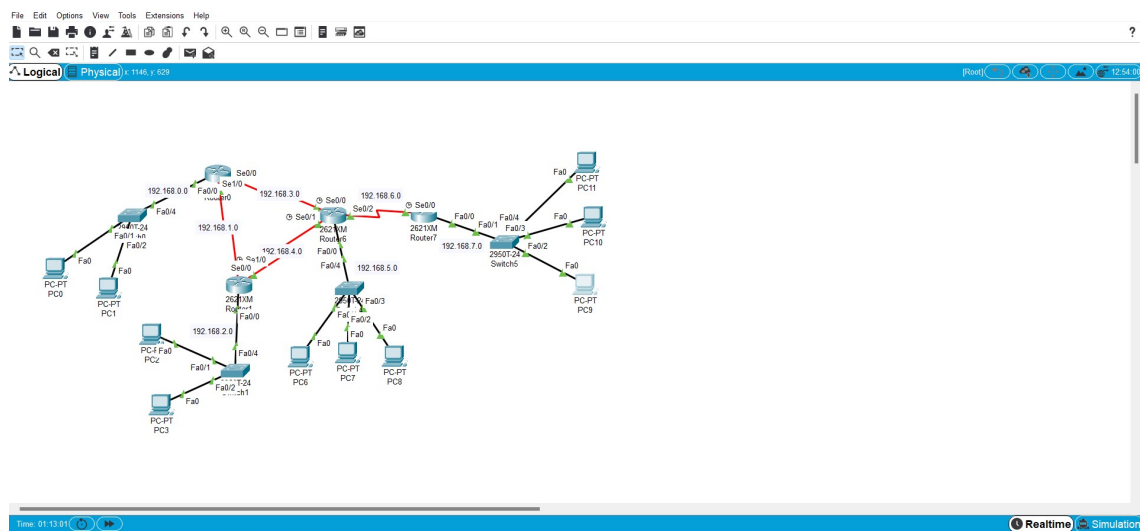 File Edit Options View Tools Extensions Help
?
Logical Physical x: 1146, y: 629 [Root] 12:54:00
PC-PT
PC11
Fa0
PC-PT
PC10
Fa0
Fa0/4
Fa0/3
Fa0/2
PC-PT
PC9
Fa0
2950T-24
Switch5
Fa0/1
192.168.7.0
Fa0/0
2621XM
Router7
Se0/0
192.168.6.0
Se0/2
Se0/0
Se0/1
2621XM
Router6
Fa0/0
Fa0/4
192.168.5.0
Fa0/3
Fa0/2
Fa0
Fa0
Fa0
PC-PT
PC6
PC-PT
PC7
PC-PT
PC8
192.168.3.0
Se0/0
Se1/0
Fa0/0
192.168.0.0
Fa0/4
Fa0/1
Fa0/2
Fa0
Fa0
PC-PT
PC0
PC-PT
PC1
192.168.1.0
192.168.4.0
Se1/0
Se0/0
2621XM
Fa0/0
192.168.2.0
Fa0/4
Fa0/1
Fa0/2
Fa0
PC2
Fa0
PC-PT
PC3
Time: 01:13:01 Realtime Simulation